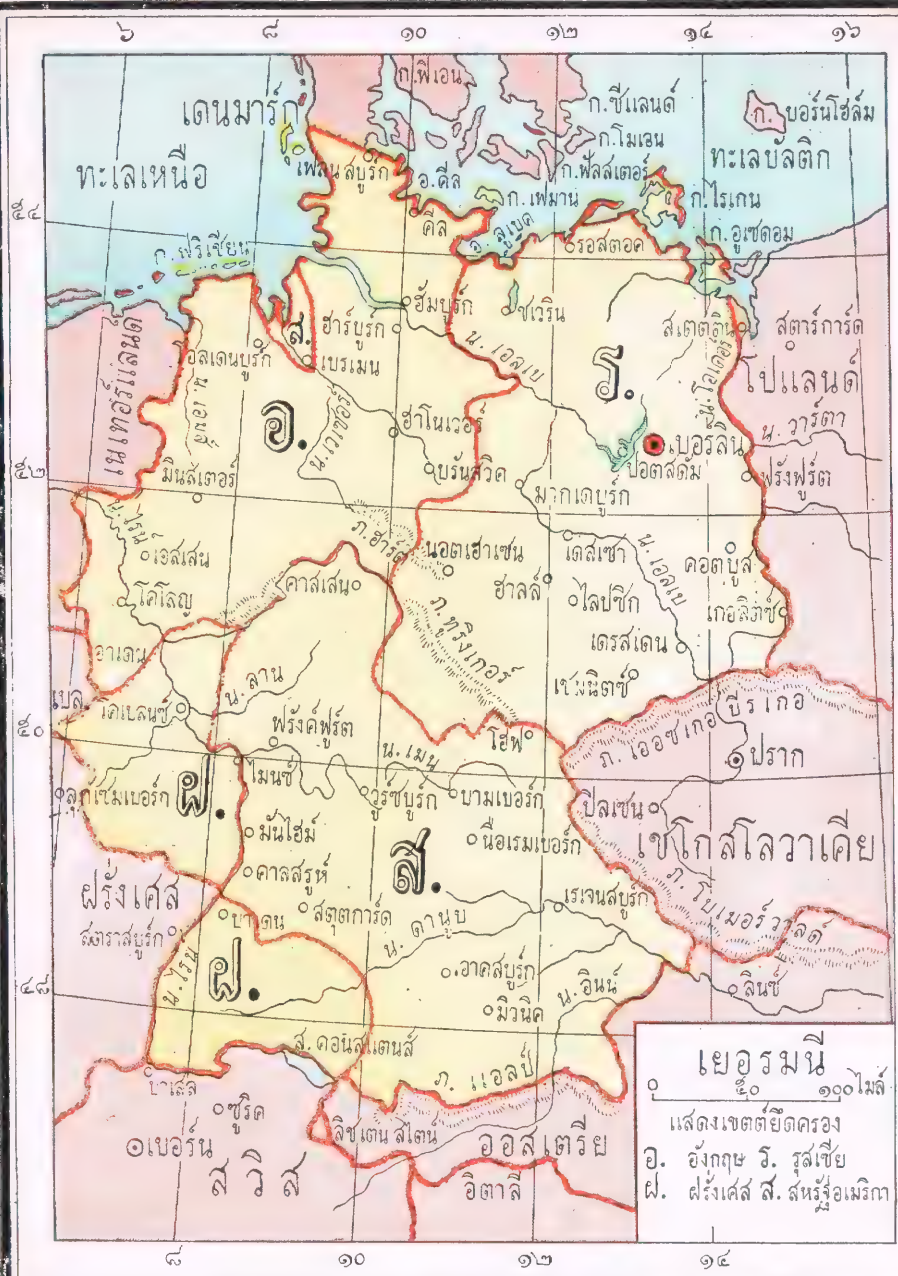 ๖ ๘ ๑๐ ๑๒ ๑๔ ๑๖
ก.ฟิเอน
ก.ซีแลนด์
เดนมาร์ก
ก. บอร์นโฮล์ม
ก.โมเอน
ทะเลเหนือ
เฟลนสบูร์ก
อ.คีล
ก.ฟัลสเตอร์
ทะเลบัลติก
ก.เฟมาน
ก.ไรเกน
๕๔
คีล
อ.ลูเบค
รอสตอค
ก.อูเซดอม
ก.ฟริเซียน
ฮัมบูร์ก
ชเวริน
ส.
ฮาร์บูรก
สเตตติน
สตาร์การ์ด
โอลเดนบูร์ก
เบรเมน
น.เอลเบ
ร.
น.โอเดอร์
โปแลนด์
เนเทอร์แลนด
น.เอมส์
อ.
น.เวเซอร์
ฮาโนเวอร์
น.วาร์ตา
เบอรลิน
๕๒
มินสเตอร์
บรันสวิค
ปอตสดัม
ฟรังฟูร์ต
มากเดบูร์ก
น.ไรน์
ภ.ฮารส
นอตเฮาเซน
เดสเซา
น.เอลเบ
คอตบูส
เอสเสน
คาสเสน
ฮาลล์
ไลปซิก
โคโลญ
ภ.ทูริงเกอร์
เกอลิตซ์
เดรสเดน
อาเดน
น.ลาน
เชมนิตซ์
เบล
โคเบลนซ์
ฟรังค์ฟูร์ต
โฮฟ
ภ.เออซเกอบีรเกอ
๕๐
น.เมน
ปราก
ไมนซ์
ลุกเซมเบอร์ก
ฝ.
วูร์ซบูร์ก
บามเบอร์ก
ปิลเซน
มันไฮม์
นือเรมเบอร์ก
เชโกสโลวาเคีย
คาลสรูห์
ส.
ภ.โบเมอร์วาลด์
ฝรั่งเศส
เรเจนสบูร์ก
บาเดน
สตุตการ์ด
สตราสบูร์ก
น.ดานูบ
น.ไรน์
ฝ.
อาคสบูร์ก
๔๘
น.อินน์
ลินซ์
มิวนิค
ส.คอนสแตนส์
ภ.แอลป์
บาเสล
ซูริค
ลิชเตนสไตน์
ออสเตรีย
เบอร์น
สวิส
อิตาลี
เยอรมนี
๐ ๕๐ ๑๐๐ไมล์
แสดงเขตต์ยึดครอง
อ. อังกฤษ ร. รุสเซีย
ฝ. ฝรั่งเศส ส. สหรัฐอเมริกา
๘ ๑๐ ๑๒ ๑๔